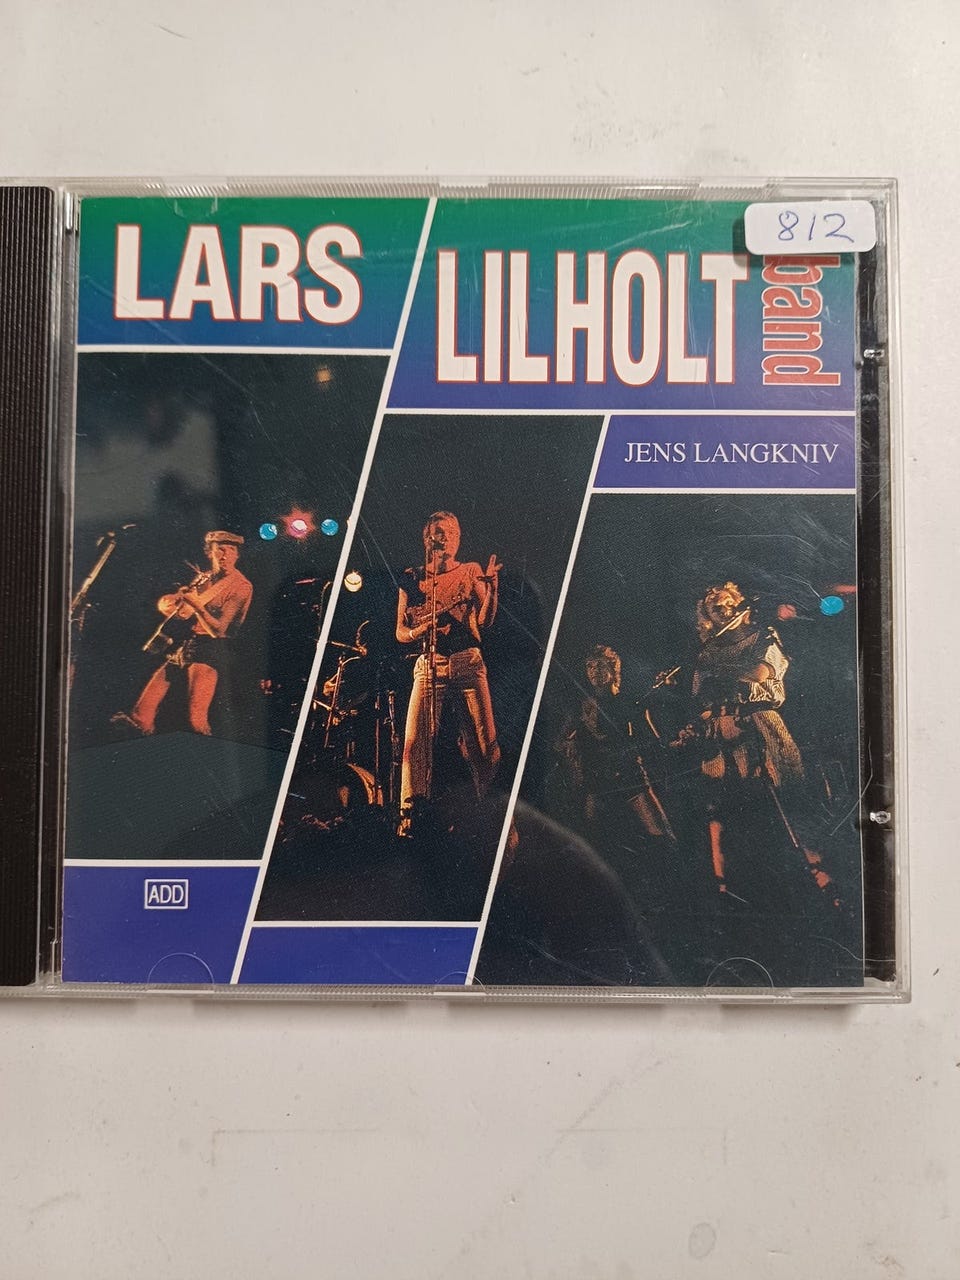 812
LARS
LILHOLT
band
JENS LANGKNIV
ADD